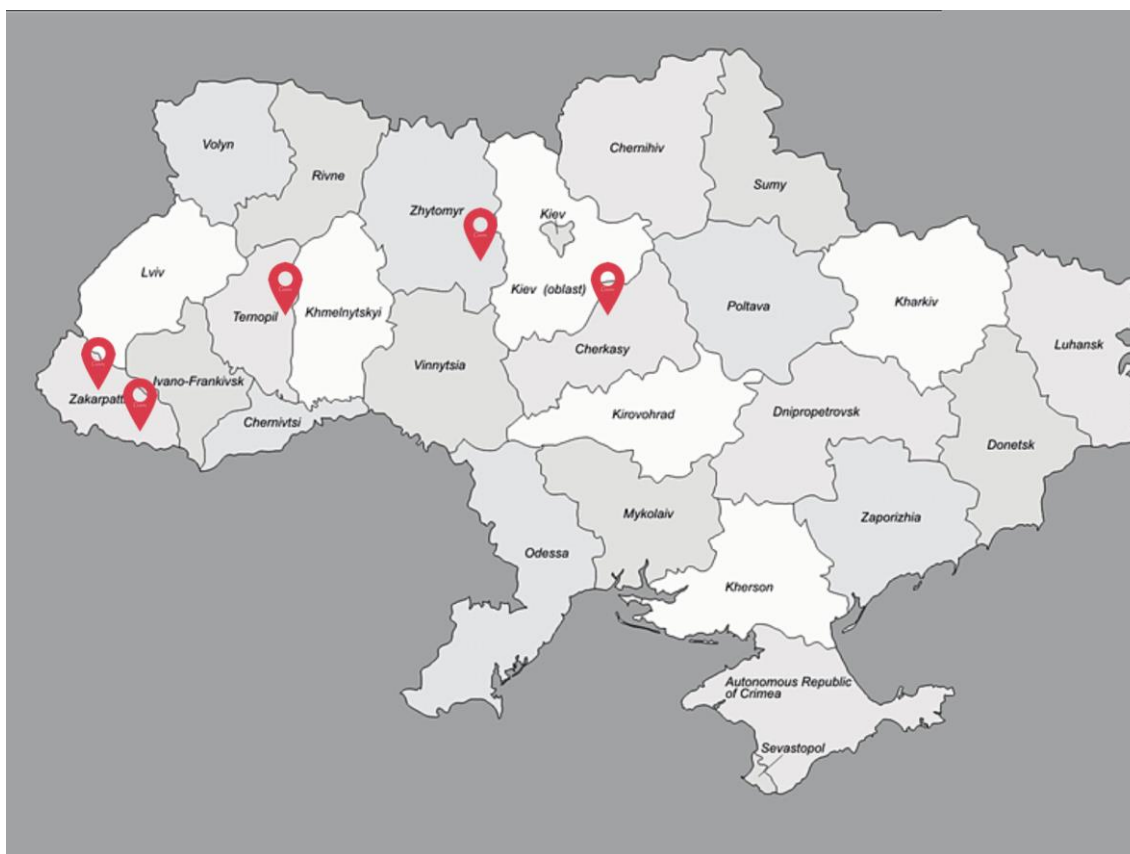 Chernihiv
Volyn
Rivne
Sumy
Zhytomyr
Kiev
Lviv
Kiev (oblast)
Kharkiv
Ternopil
Khmelnytskyi
Poltava
Luhansk
Cherkasy
Vinnytsia
Ivano-Frankivsk
Zakarpatt
Dnipropetrovsk
Kirovohrad
Chernivtsi
Donetsk
Mykolaiv
Zaporizhia
Odessa
Kherson
Autonomous Republic
of Crimea
Sevastopol